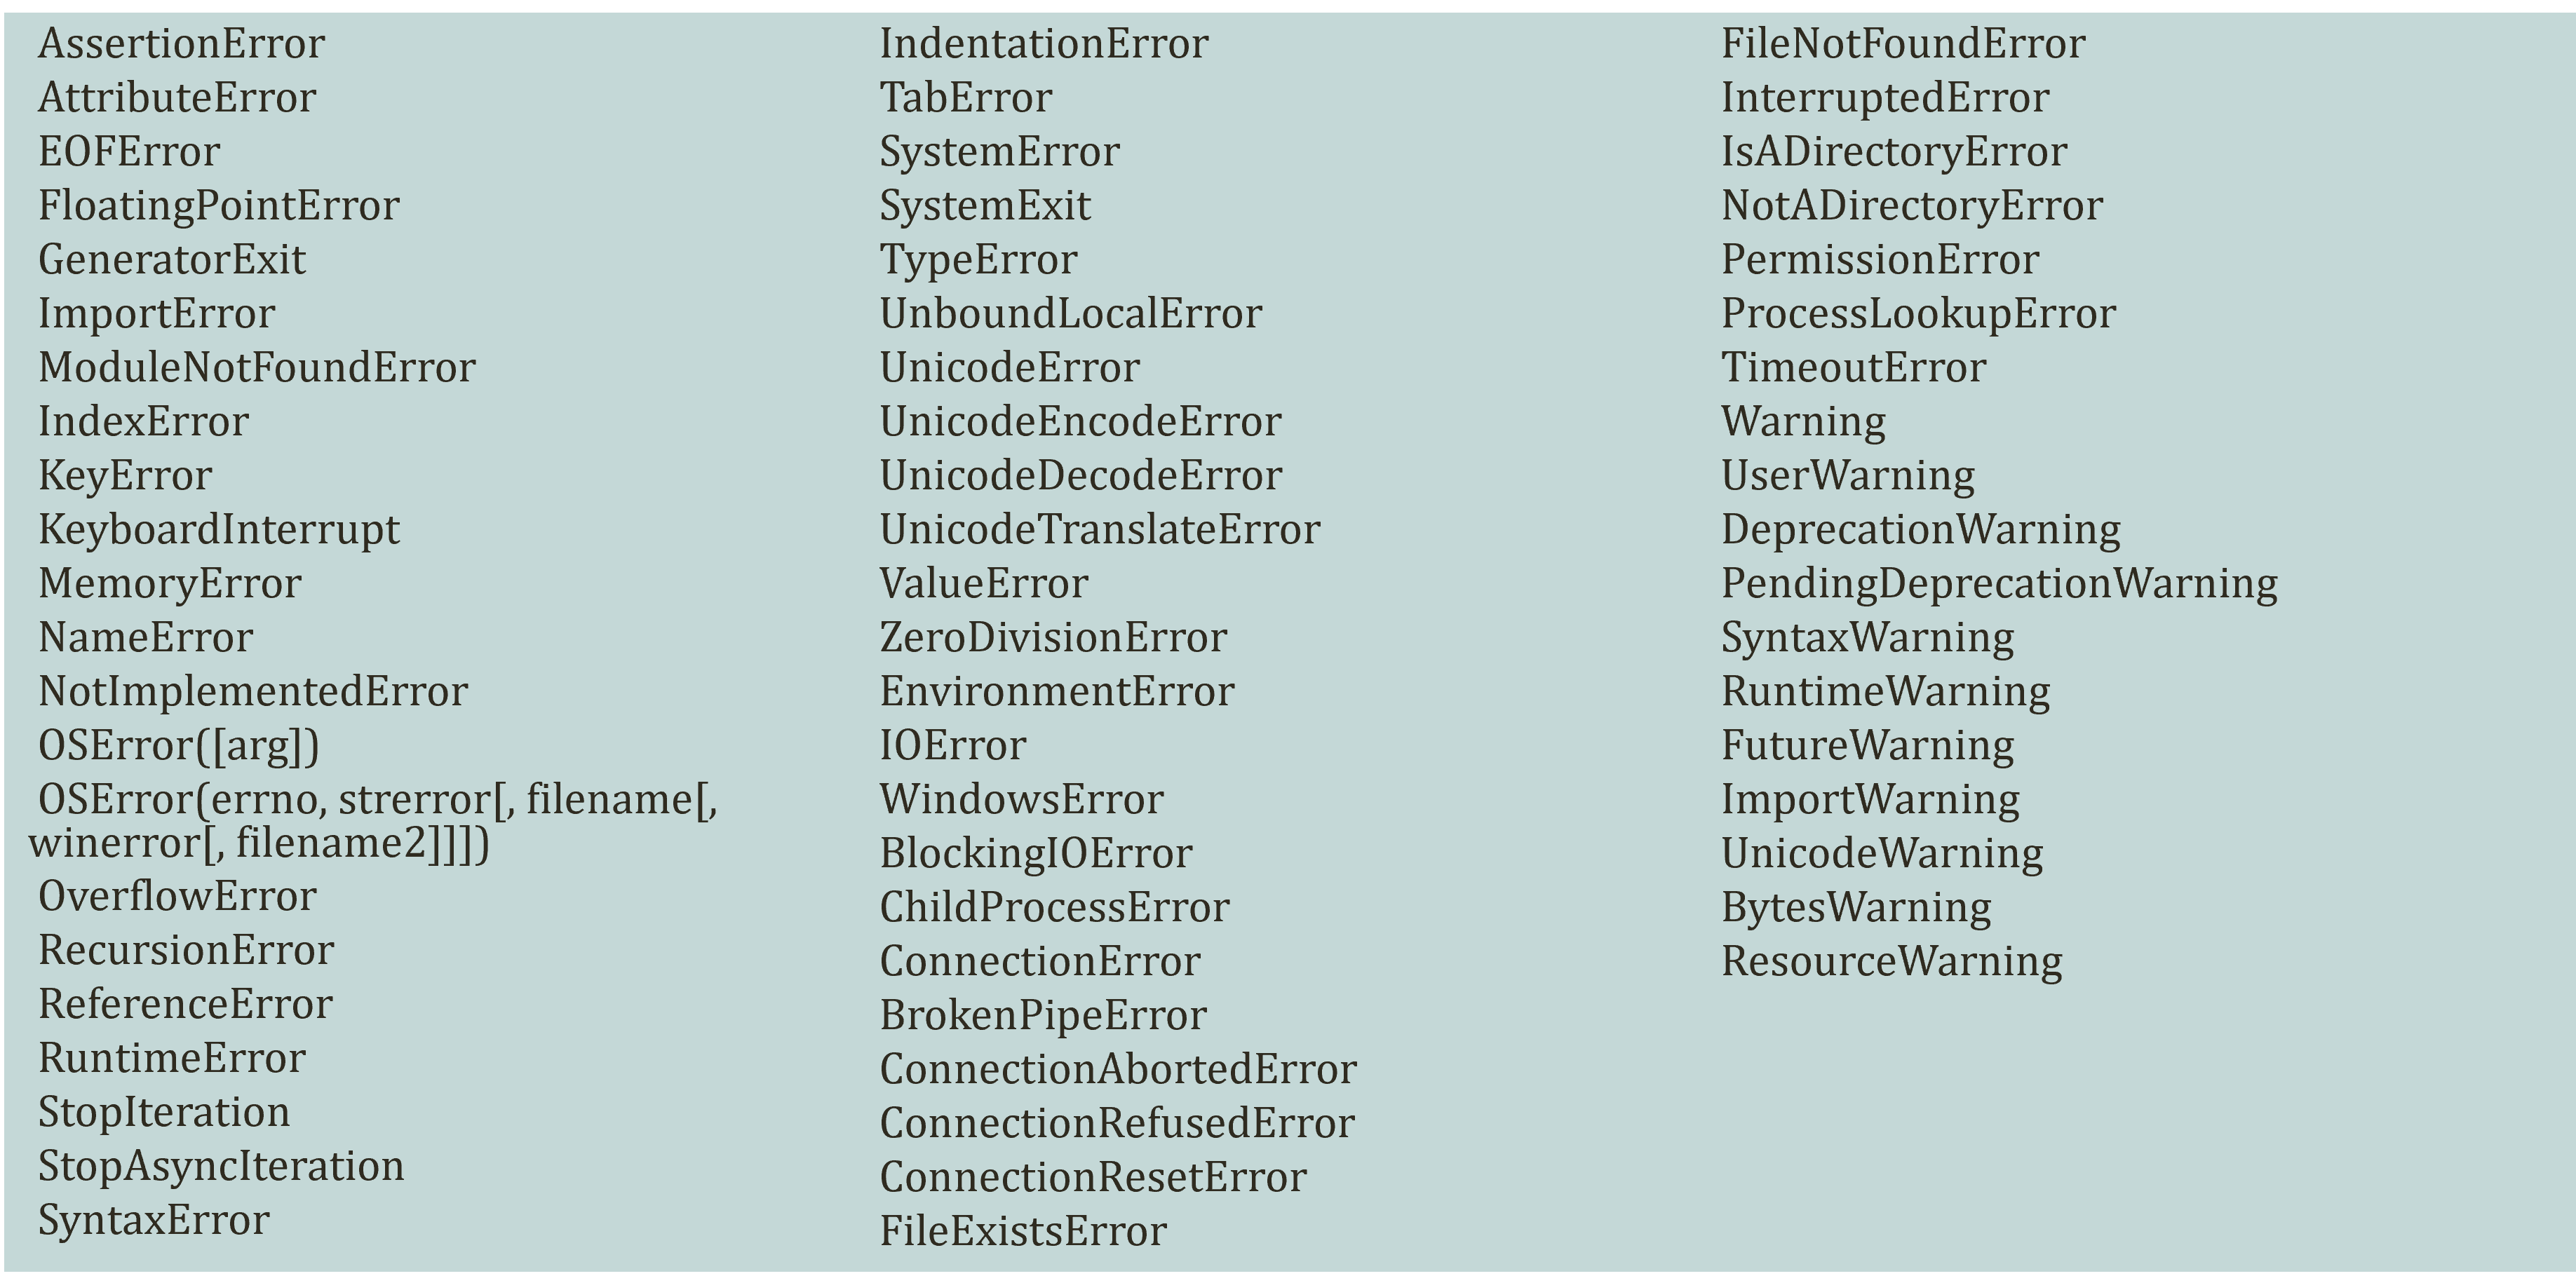 AssertionError
AttributeError
EOFError
FloatingPointError
GeneratorExit
ImportError
ModuleNotFoundError
IndexError
KeyError
KeyboardInterrupt
MemoryError
NameError
NotImplementedError
OSError([arg])
OSError(errno, strerror[, filename[,
winerror[, filename2]]])
OverflowError
RecursionError
ReferenceError
RuntimeError
StopIteration
StopAsyncIteration
SyntaxError
IndentationError
TabError
SystemError
SystemExit
TypeError
UnboundLocalError
UnicodeError
UnicodeEncodeError
UnicodeDecodeError
UnicodeTranslateError
ValueError
ZeroDivisionError
EnvironmentError
IOError
WindowsError
BlockingIOError
ChildProcessError
ConnectionError
BrokenPipeError
ConnectionAbortedError
ConnectionRefusedError
ConnectionResetError
FileExistsError
FileNotFoundError
InterruptedError
IsADirectoryError
NotADirectoryError
PermissionError
ProcessLookupError
TimeoutError
Warning
UserWarning
DeprecationWarning
PendingDeprecationWarning
SyntaxWarning
RuntimeWarning
FutureWarning
ImportWarning
UnicodeWarning
BytesWarning
ResourceWarning